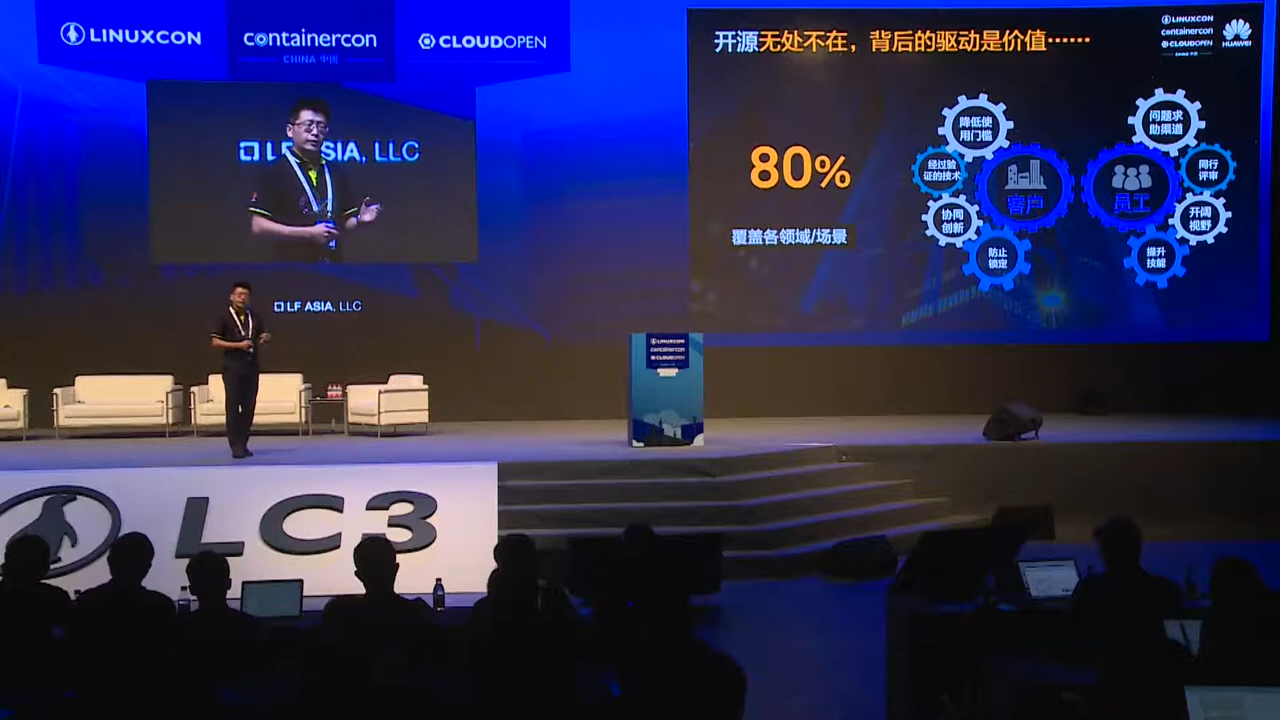 LINUXCON
containercon
CLOUDOPEN
CHINA 中国
LF ASIA, LLC
LF ASIA, LLC
开源无处不在，背后的驱动是价值……
LINUXCON
containercon
CLOUDOPEN
HUAWEI
80%
覆盖各领域/场景
降低使
用门槛
经过验
证的技术
协同
创新
防止
锁定
客户
员工
问题求
助渠道
同行
评审
开阔
视野
提升
技能
LINUXCON
containercon
CLOUDOPEN
LC3